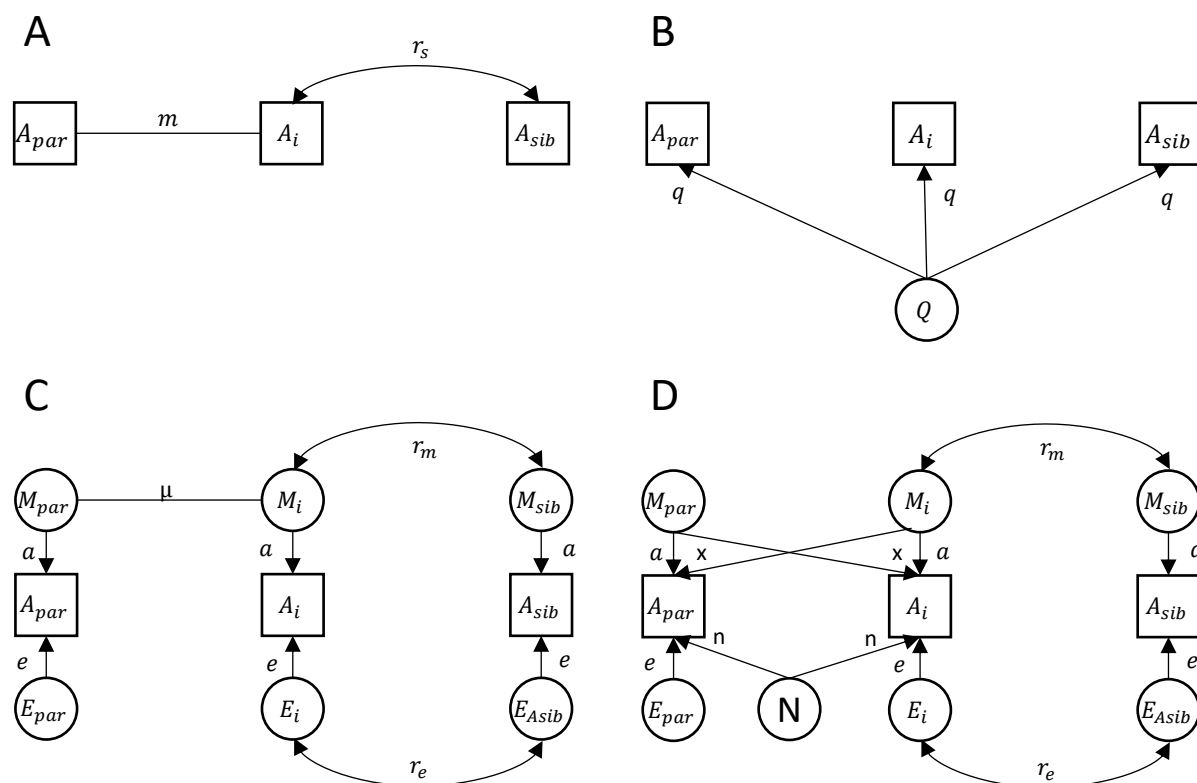 A
B
r_s
A_par
m
A_i
A_sib
A_par
A_i
A_sib
q
q
q
Q
C
D
r_m
r_m
M_par
μ
M_i
M_sib
M_par
M_i
M_sib
a
a
a
a
x
x
a
a
A_par
A_i
A_sib
A_par
A_i
A_sib
n
n
e
e
e
e
e
e
E_par
E_i
E_Asib
E_par
N
E_i
E_Asib
r_e
r_e